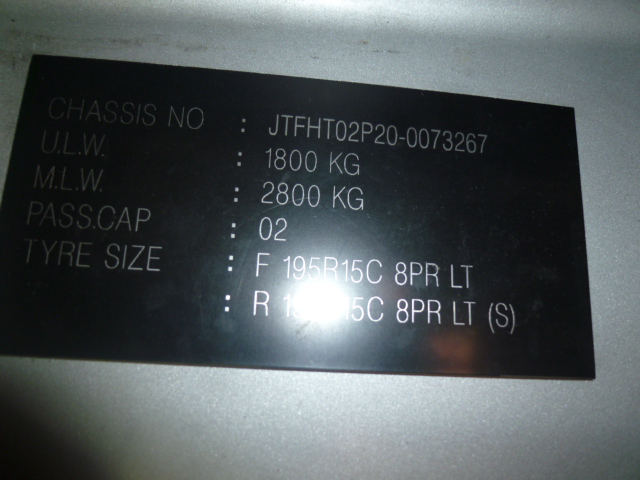 CHASSIS NO : JTFHT02P20-0073267
U.L.W. : 1800 KG
M.L.W. : 2800 KG
PASS.CAP : 02
TYRE SIZE : F 195R15C 8PR LT
: R 8PR LT (S)